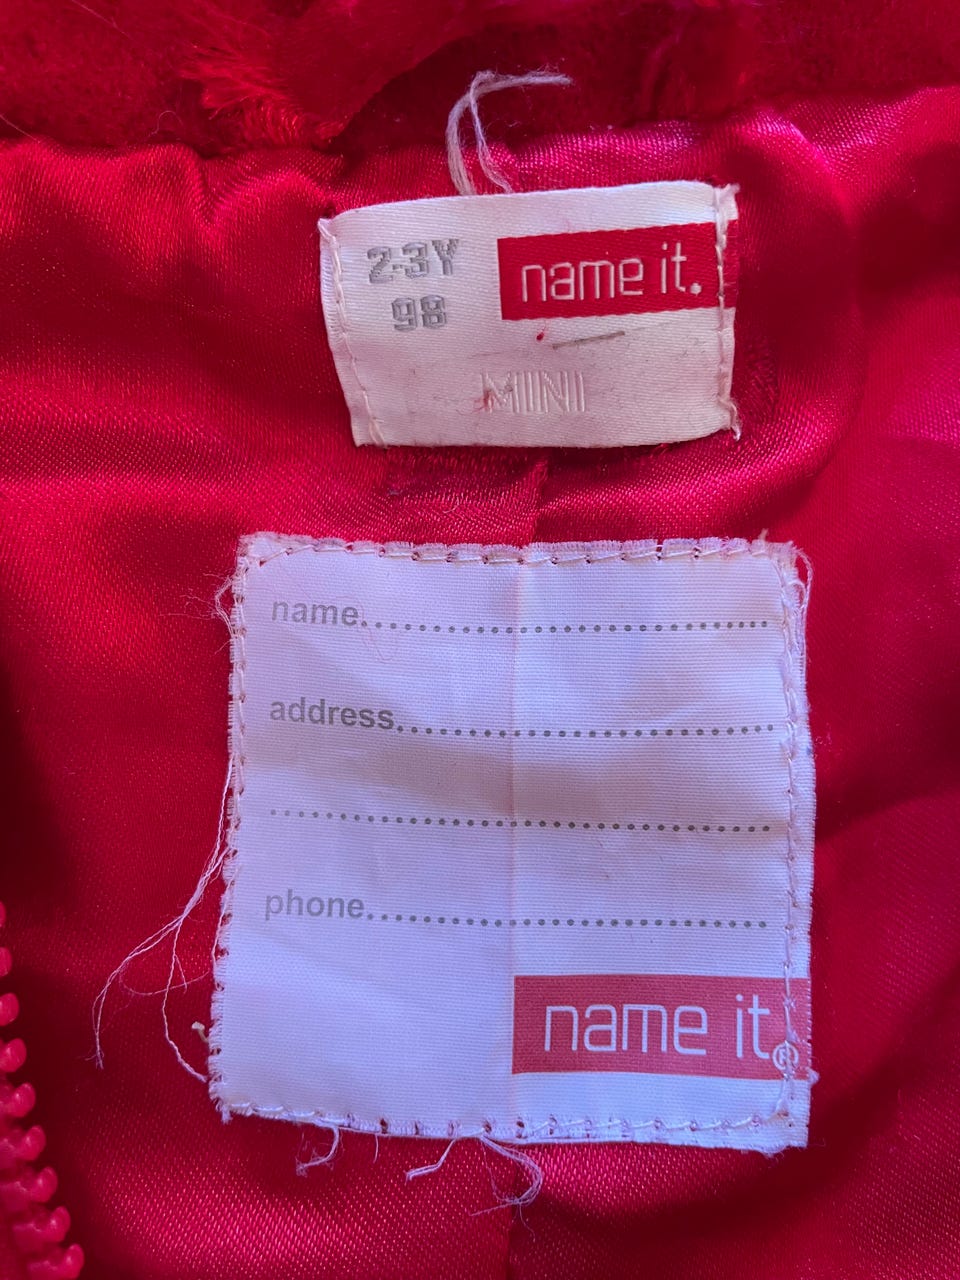 2-3Y
name it.
98
MINI
name....................................
address.................................
........................................
phone...................................
name it®